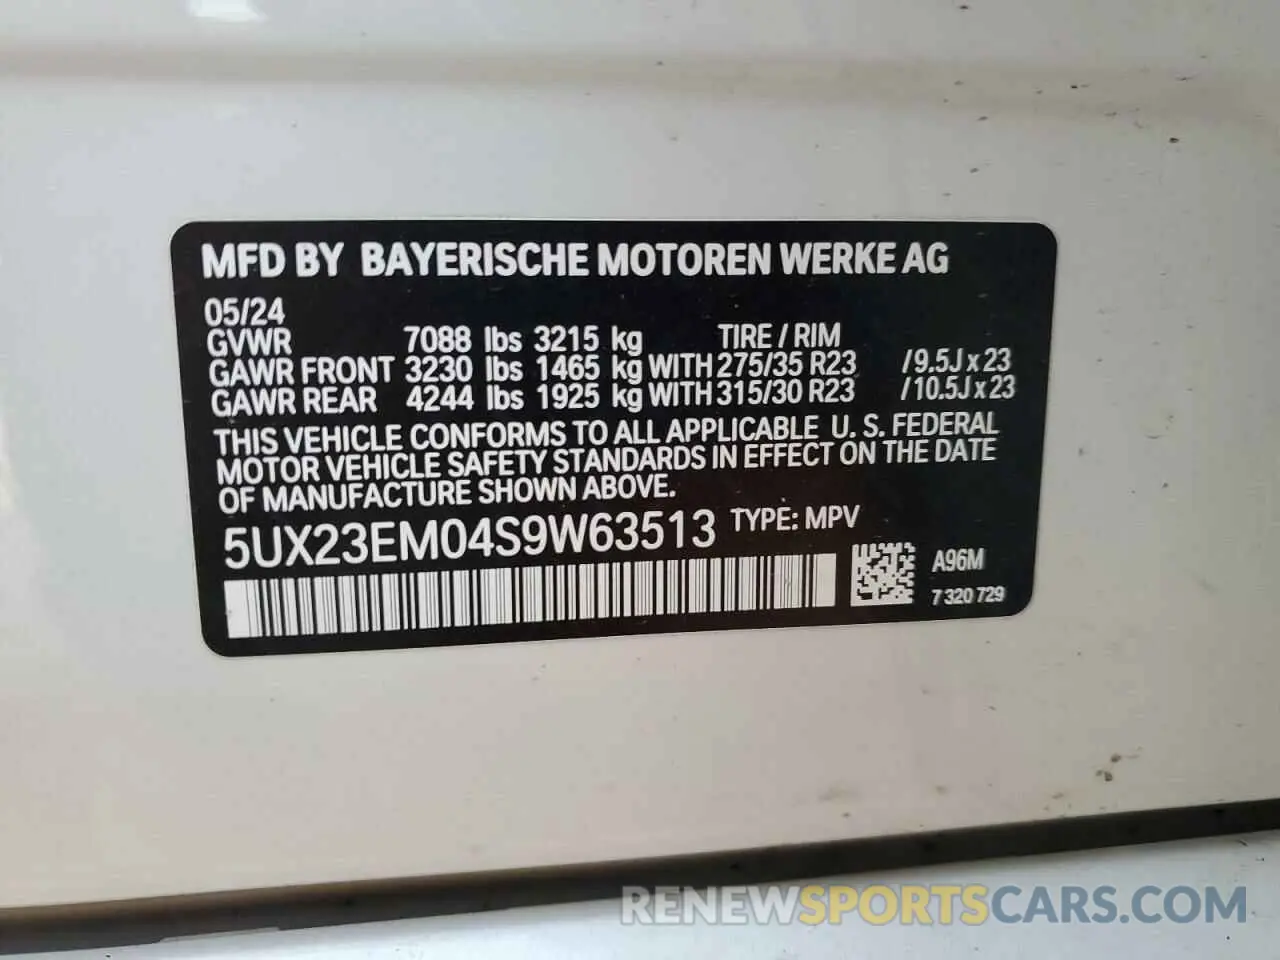 MFD BY BAYERISCHE MOTOREN WERKE AG
05/24
GVWR 7088 lbs 3215 kg TIRE / RIM
GAWR FRONT 3230 lbs 1465 kg WITH 275/35 R23 /9.5J x 23
GAWR REAR 4244 lbs 1925 kg WITH 315/30 R23 /10.5J x 23
THIS VEHICLE CONFORMS TO ALL APPLICABLE U. S. FEDERAL
MOTOR VEHICLE SAFETY STANDARDS IN EFFECT ON THE DATE
OF MANUFACTURE SHOWN ABOVE.
5UX23EM04S9W63513 TYPE: MPV
A96M
7 320 729
RENEWSPORTSCARS.COM